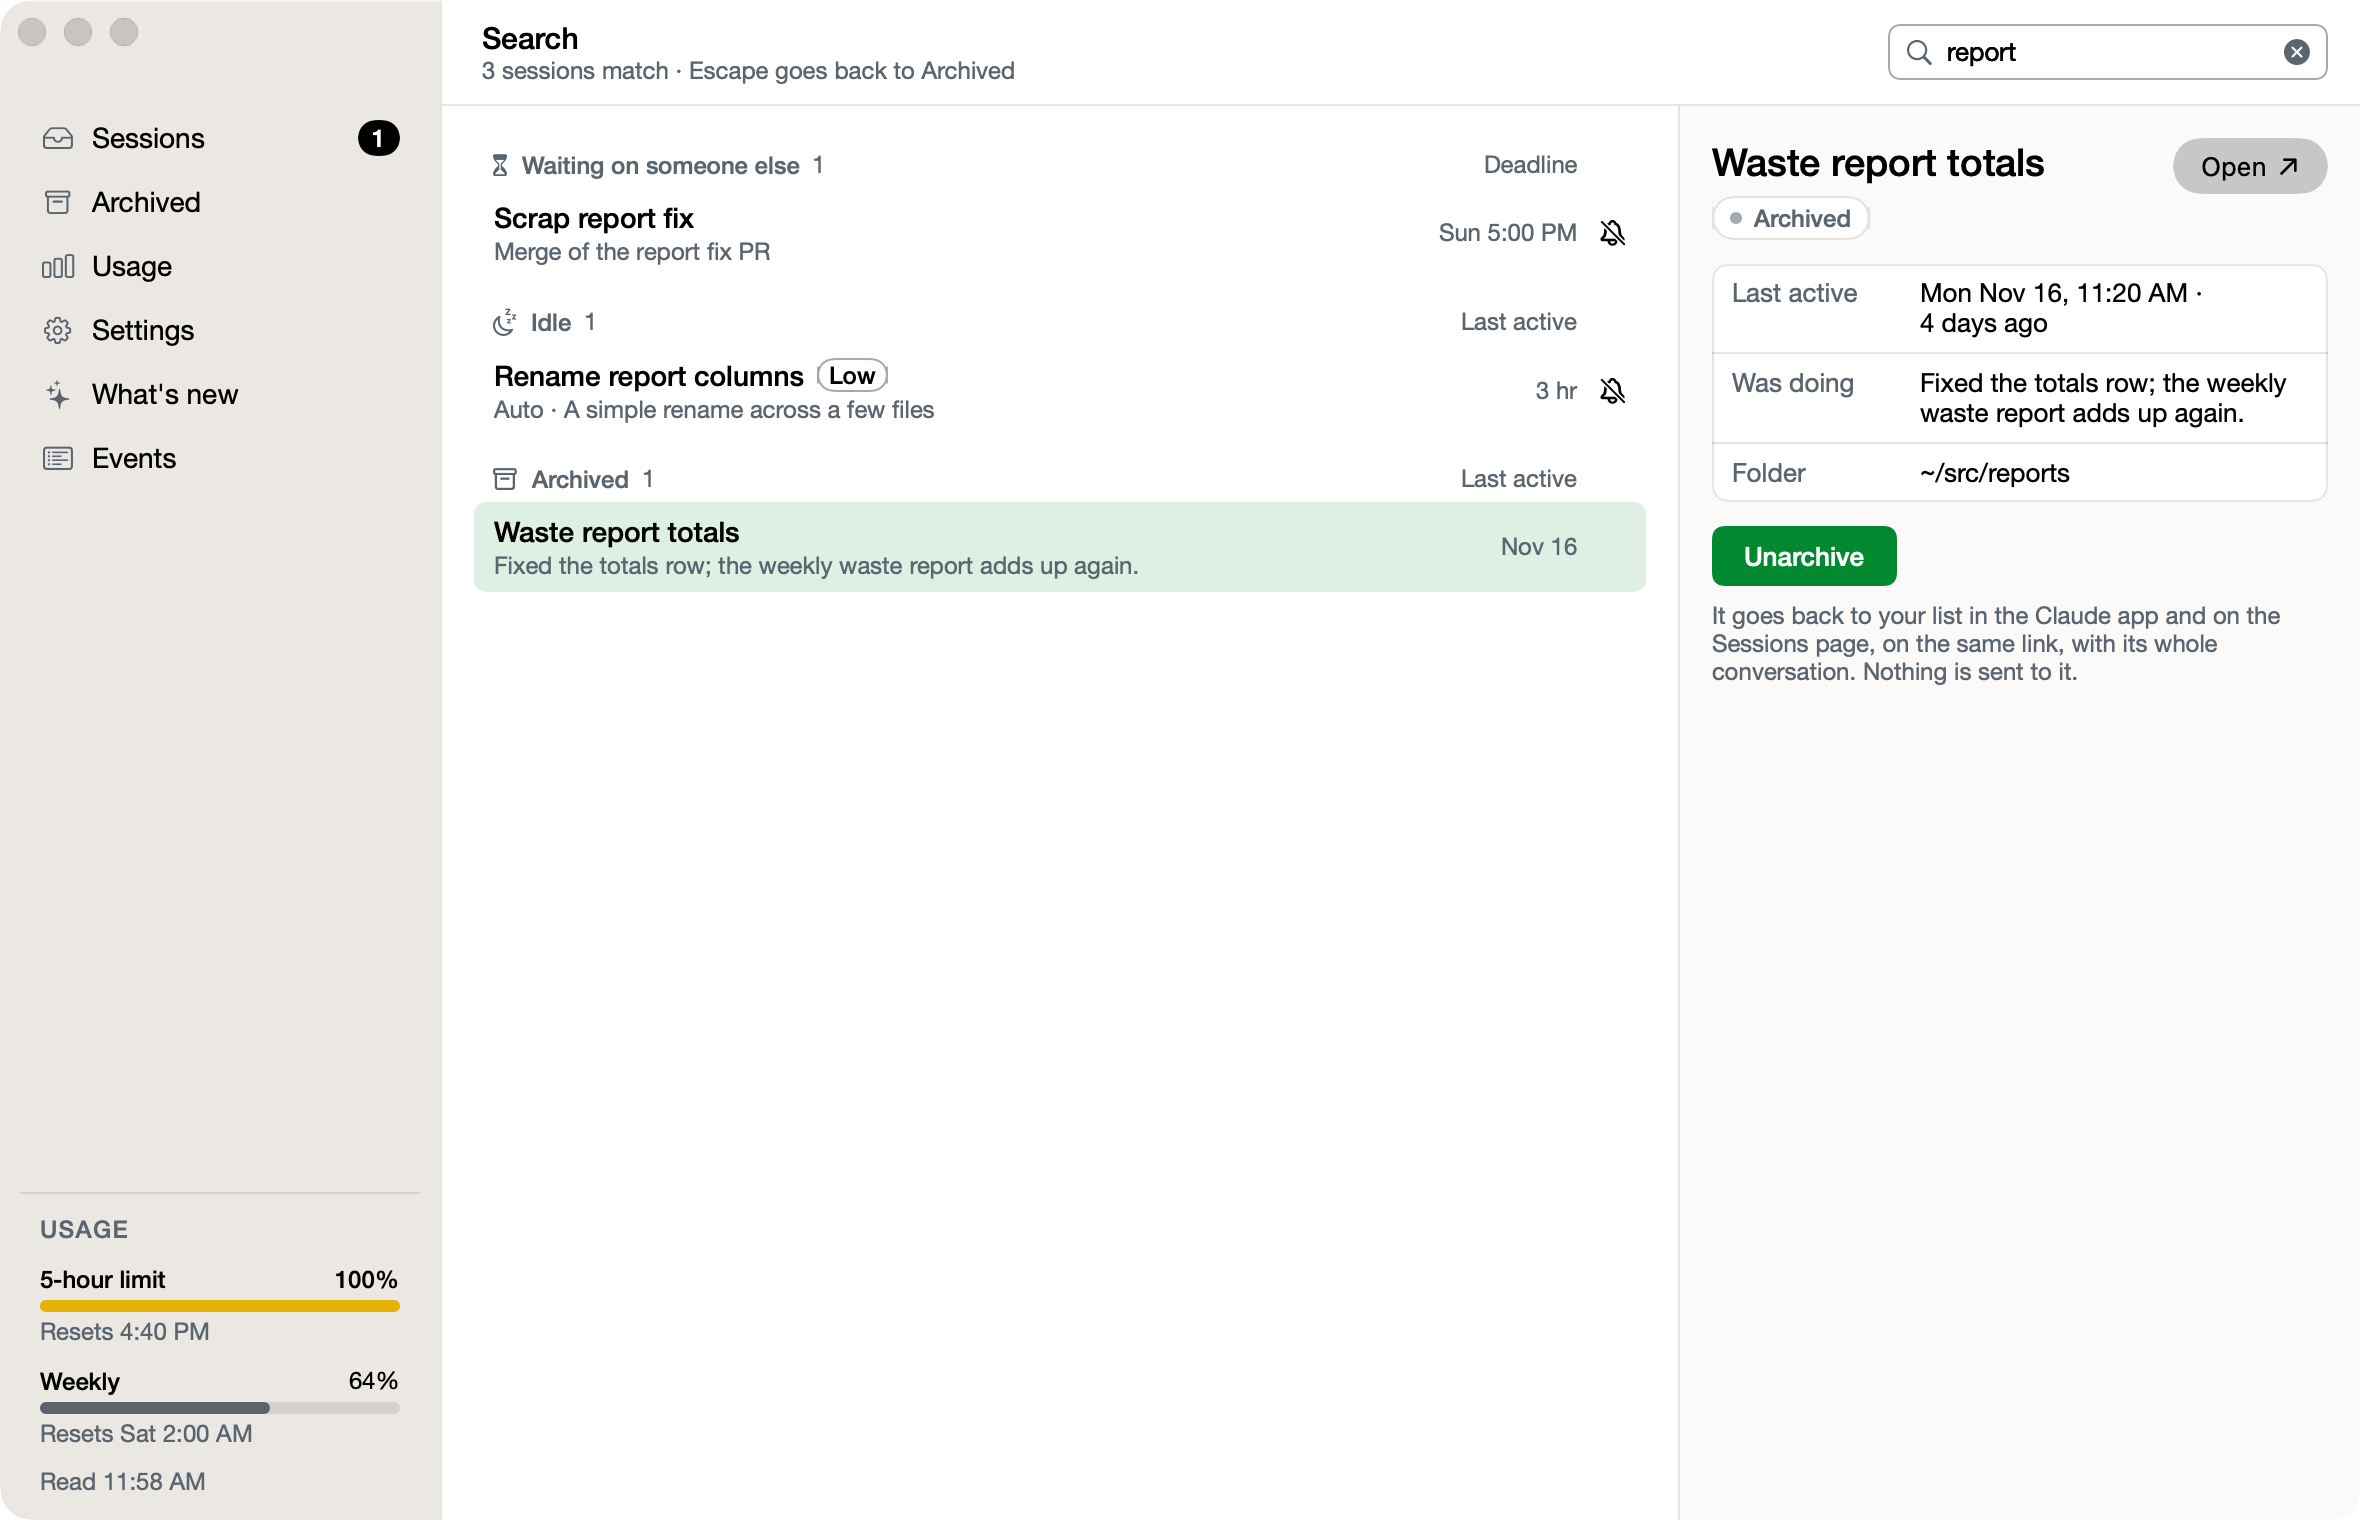 Sessions 1
Archived
Usage
Settings
What's new
Events
USAGE
5-hour limit 100%
Resets 4:40 PM
Weekly 64%
Resets Sat 2:00 AM
Read 11:58 AM
Search
3 sessions match · Escape goes back to Archived
report
Waiting on someone else 1 Deadline
Scrap report fix
Merge of the report fix PR
Sun 5:00 PM
Idle 1 Last active
Rename report columns Low
Auto · A simple rename across a few files
3 hr
Archived 1 Last active
Waste report totals
Fixed the totals row; the weekly waste report adds up again.
Nov 16
Waste report totals
Open
Archived
Last active Mon Nov 16, 11:20 AM ·
4 days ago
Was doing Fixed the totals row; the weekly
waste report adds up again.
Folder ~/src/reports
Unarchive
It goes back to your list in the Claude app and on the
Sessions page, on the same link, with its whole
conversation. Nothing is sent to it.